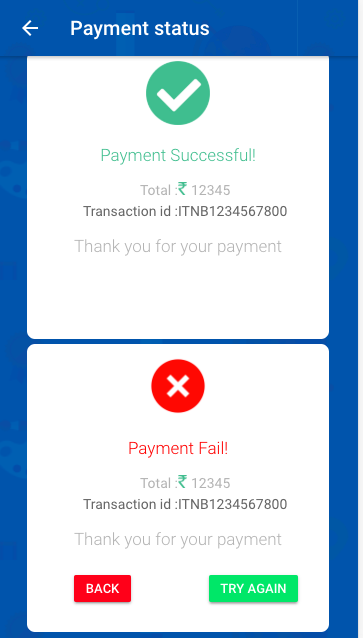 Payment status
Payment Successful!
Total :₹ 12345
Transaction id :ITNB1234567800
Thank you for your payment
Payment Fail!
Total :₹ 12345
Transaction id :ITNB1234567800
Thank you for your payment
BACK TRY AGAIN